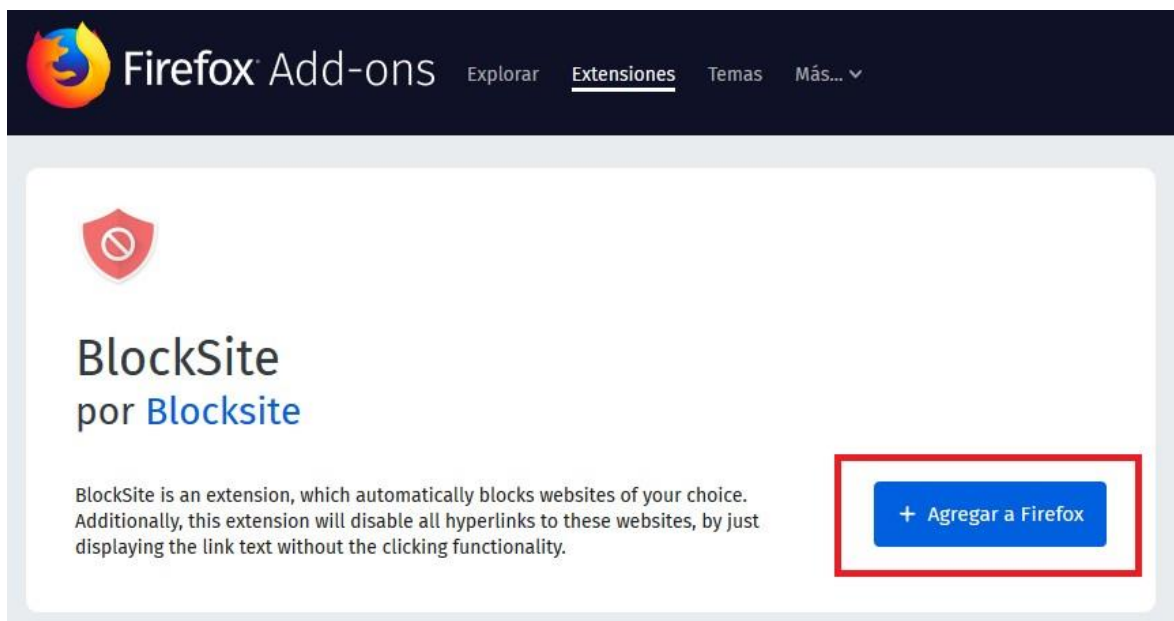 Firefox Add-ons Explorar Extensiones Temas Más...
BlockSite
por Blocksite
BlockSite is an extension, which automatically blocks websites of your choice.
Additionally, this extension will disable all hyperlinks to these websites, by just
displaying the link text without the clicking functionality.
+ Agregar a Firefox